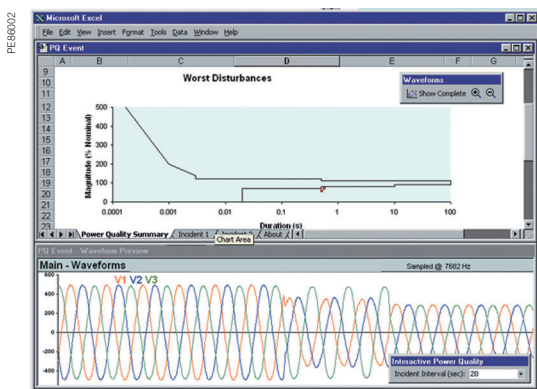 PE86002
Microsoft Excel
File Edit View Insert Format Tools Data Window Help
PQ Event
A B C D E F G
9
10
11
12
13
14
15
16
17
18
19
20
21
22
23
Worst Disturbances
Waveforms
Show Complete
Magnitude (% Nominal)
500
400
300
200
100
0
0.0001 0.001 0.01 0.1 1 10 100
Duration (s)
Power Quality Summary / Incident 1 / / About /
Chart Area
PQ Event - Waveform Preview
Main - Waveforms
Sampled @ 7682 Hz
V1 V2 V3
600
400
200
0
-200
-400
Interactive Power Quality
Incident Interval (sec): 20